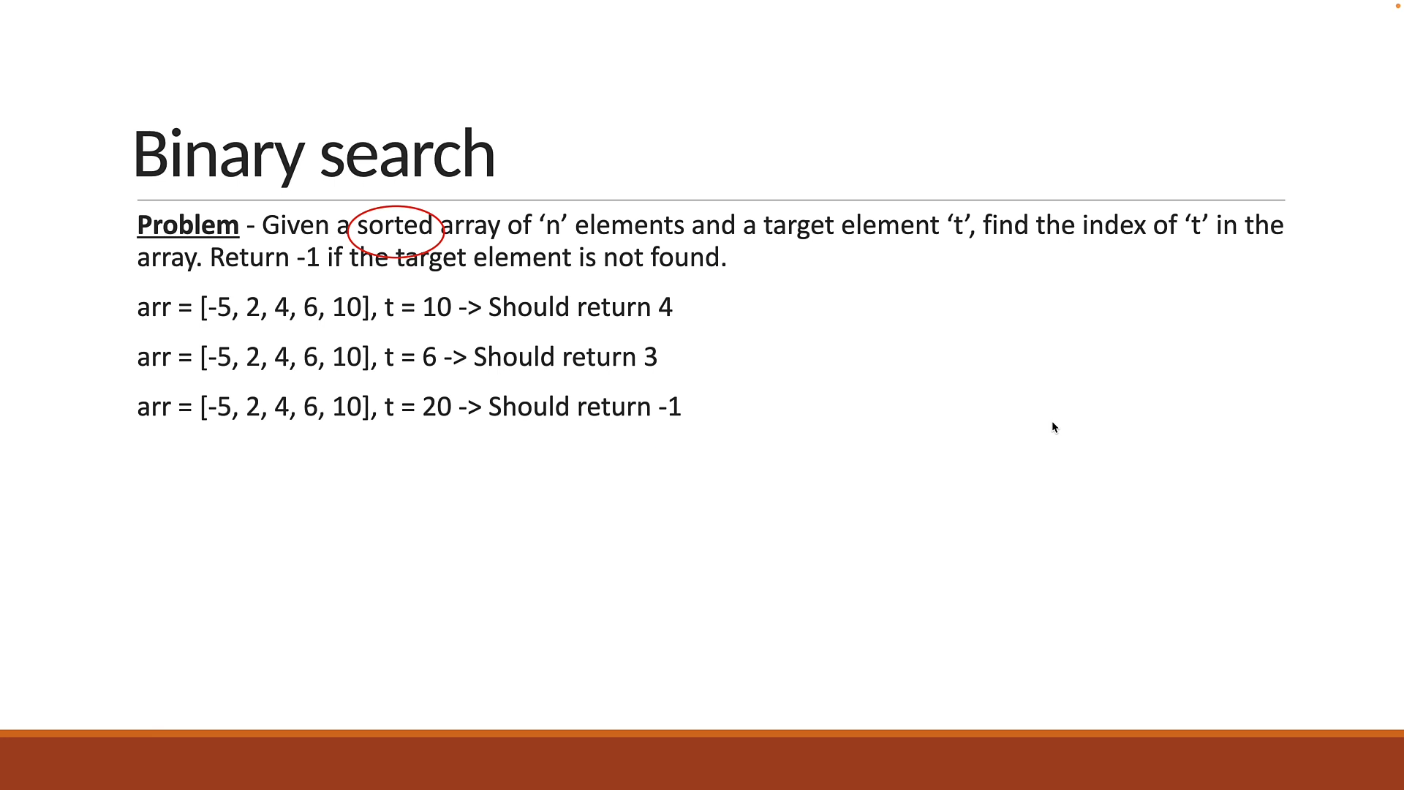 Binary search
Problem - Given a sorted array of ‘n’ elements and a target element ‘t’, find the index of ‘t’ in the
array. Return -1 if the target element is not found.
arr = [-5, 2, 4, 6, 10], t = 10 -> Should return 4
arr = [-5, 2, 4, 6, 10], t = 6 -> Should return 3
arr = [-5, 2, 4, 6, 10], t = 20 -> Should return -1